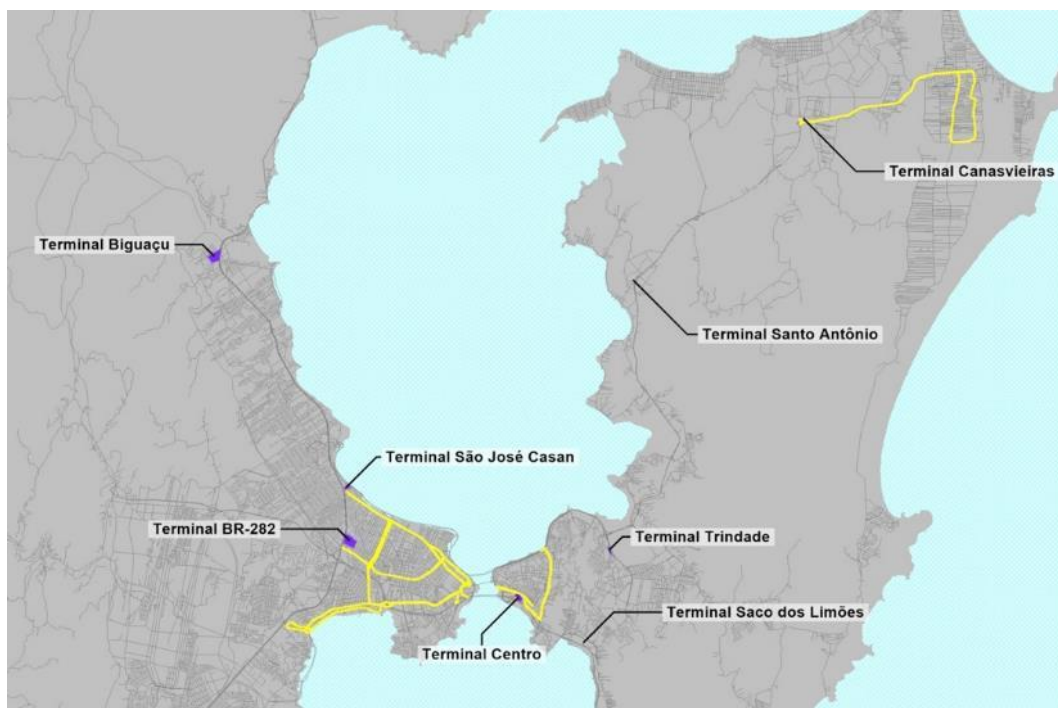 Terminal Canasvieiras
Terminal Biguaçu
Terminal Santo Antônio
Terminal São José Casan
Terminal BR-282
Terminal Trindade
Terminal Saco dos Limões
Terminal Centro